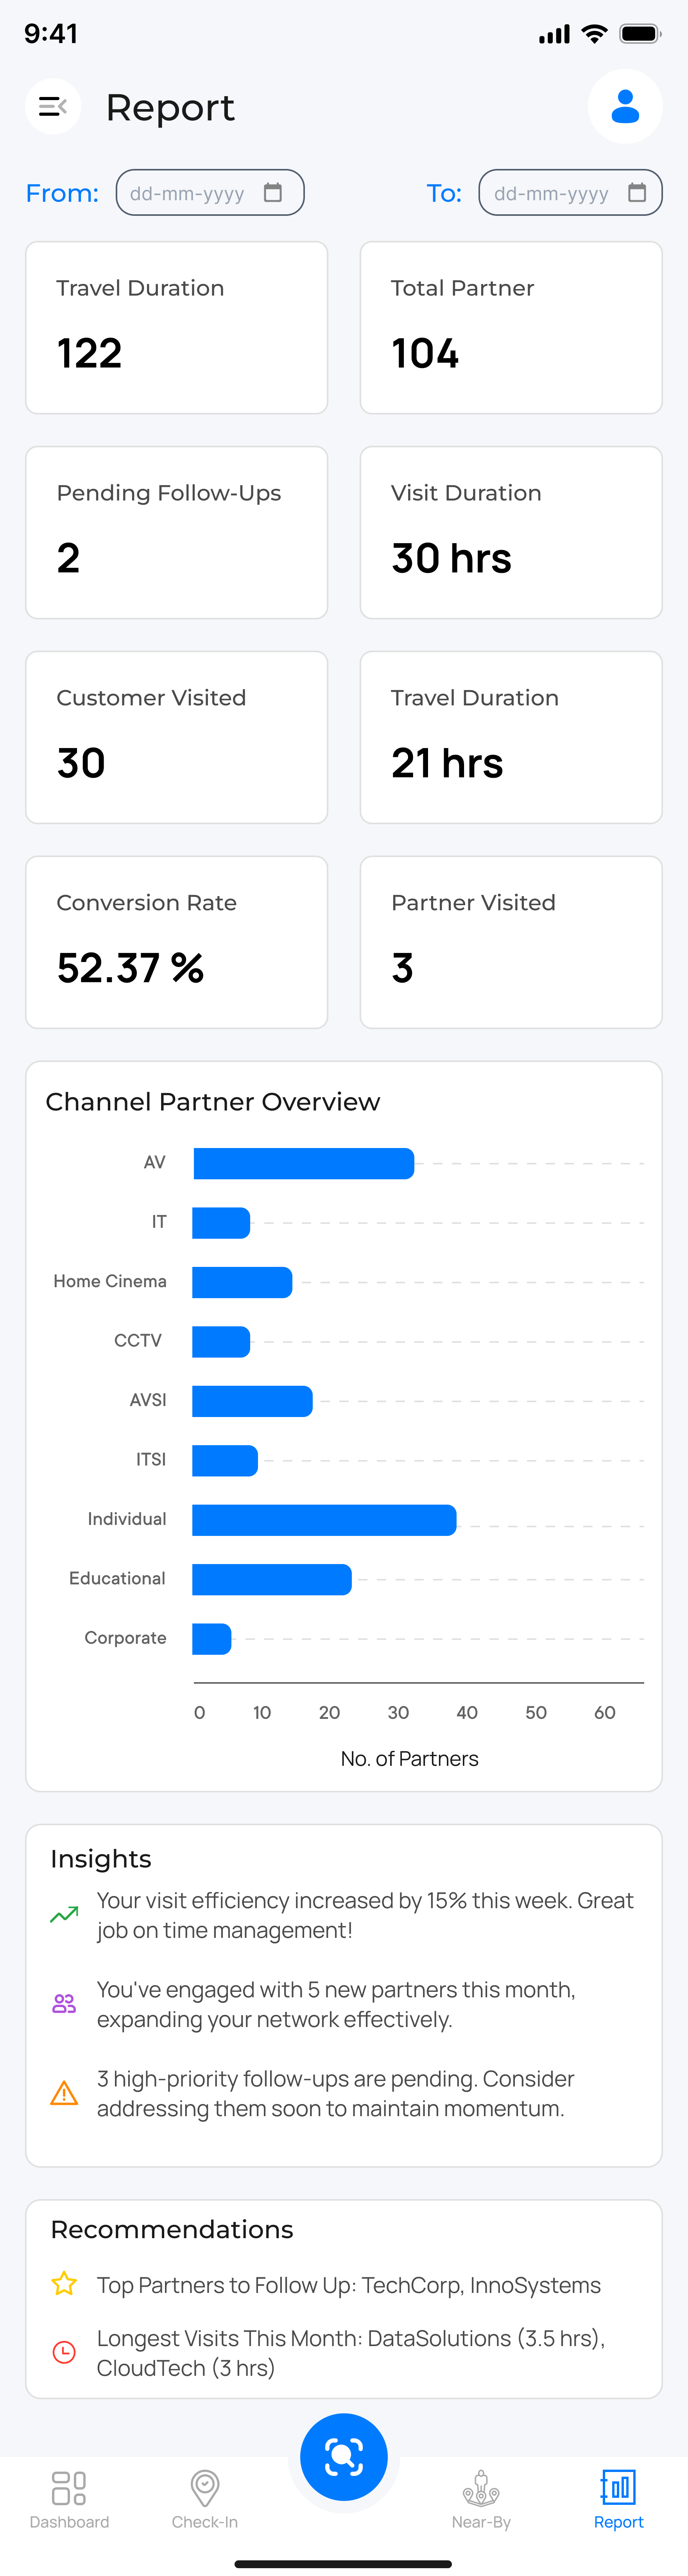 9:41
Report
From: dd-mm-yyyy To: dd-mm-yyyy
Travel Duration
122
Total Partner
104
Pending Follow-Ups
2
Visit Duration
30 hrs
Customer Visited
30
Travel Duration
21 hrs
Conversion Rate
52.37 %
Partner Visited
3
Channel Partner Overview
AV
IT
Home Cinema
CCTV
AVSI
ITSI
Individual
Educational
Corporate
0 10 20 30 40 50 60
No. of Partners
Insights
Your visit efficiency increased by 15% this week. Great
job on time management!
You've engaged with 5 new partners this month,
expanding your network effectively.
3 high-priority follow-ups are pending. Consider
addressing them soon to maintain momentum.
Recommendations
Top Partners to Follow Up: TechCorp, InnoSystems
Longest Visits This Month: DataSolutions (3.5 hrs),
CloudTech (3 hrs)
Dashboard Check-In Near-By Report